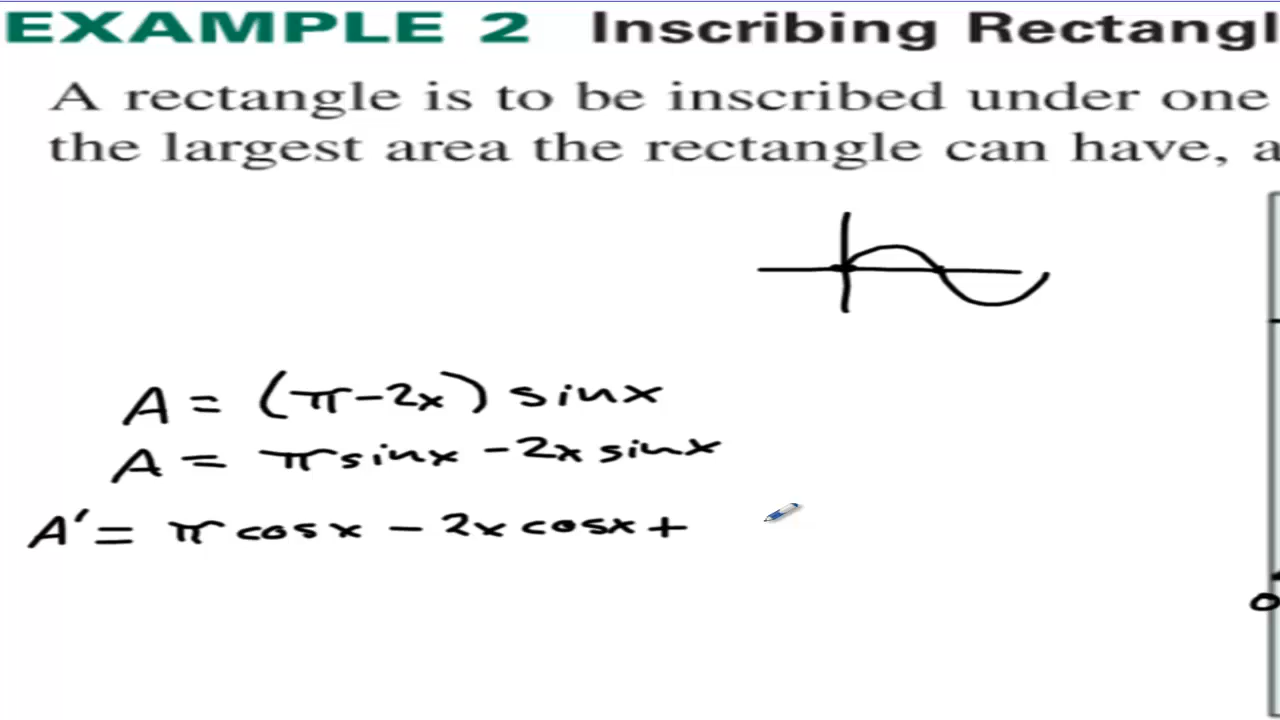 EXAMPLE 2 Inscribing Rectangl
A rectangle is to be inscribed under one
the largest area the rectangle can have, a
A = (π-2x) sinx
A = π sinx - 2x sinx
A' = π cosx - 2x cosx +
0